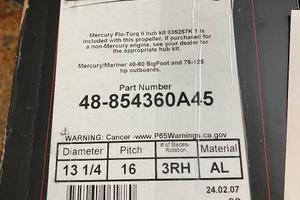 Mercury Flo-Torq II hub kit 835257K 1 is
included with this propeller. If purchased for
a non-Mercury engine, see your dealer for
the appropriate hub kit.
Mercury/Mariner 40-60 BigFoot and 75-125
hp outboards.
Part Number
48-854360A45
WARNING: Cancer -www.P65Warnings.ca.gov
Diameter Pitch # of Blades-Rotation Material
13 1/4 16 3RH AL
24.02.07